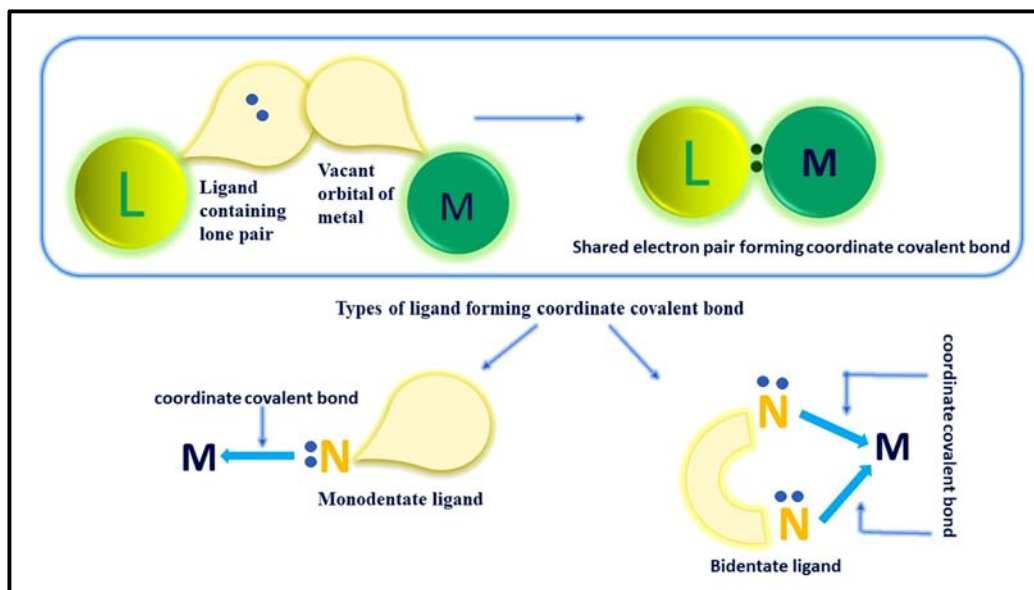 L
Ligand
containing
lone pair
Vacant
orbital of
metal
M
L
M
Shared electron pair forming coordinate covalent bond
Types of ligand forming coordinate covalent bond
coordinate covalent bond
M
N
Monodentate ligand
N
M
N
Bidentate ligand
coordinate covalent bond